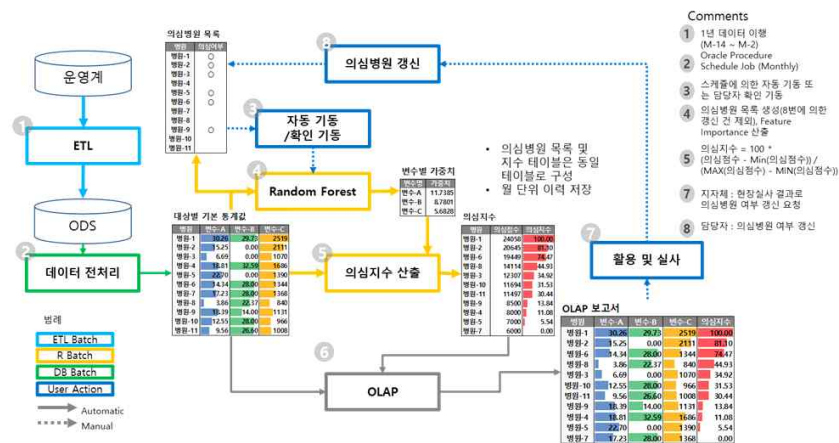 의심병원 목록
병원 의심여부
병원-1 ○
병원-2 ○
병원-3 ○
병원-4
병원-5 ○
병원-6 ○
병원-7
병원-8
병원-9 ○
병원-10
병원-11
운영계
1
ETL
ODS
2
데이터 전처리
8
의심병원 갱신
3
자동 기동
/확인 기동
4
Random Forest
변수별 가중치
변수명 가중치
변수-A 11.7385
변수-B 8.7801
변수-C 5.6828
• 의심병원 목록 및
지수 테이블은 동일
테이블로 구성
• 월 단위 이력 저장
대상별 기본 통계값
병원 변수-A 변수-B 변수-C
병원-1 30.26 29.73 2519
병원-2 15.25 0.00 2111
병원-3 6.69 0.00 1070
병원-4 18.81 32.59 1686
병원-5 22.70 0.00 1390
병원-6 14.34 28.00 1344
병원-7 17.23 28.00 1368
병원-8 3.86 22.37 840
병원-9 18.39 14.00 1131
병원-10 12.55 28.00 966
병원-11 9.56 26.60 1008
5
의심지수 산출
의심지수
병원 의심점수 의심지수
병원-1 24058 100.00
병원-2 20645 81.10
병원-6 19449 74.47
병원-8 14114 44.93
병원-3 12307 34.92
병원-10 11694 31.53
병원-11 11497 30.44
병원-9 8500 13.84
병원-4 8000 11.08
병원-5 7000 5.54
병원-7 6000 0.00
6
OLAP
7
활용 및 실사
OLAP 보고서
병원 변수-A 변수-B 변수-C 의심지수
병원-1 30.26 29.73 2519 100.00
병원-2 15.25 0.00 2111 81.10
병원-6 14.34 28.00 1344 74.47
병원-8 3.86 22.37 840 44.93
병원-3 6.69 0.00 1070 34.92
병원-10 12.55 28.00 966 31.53
병원-11 9.56 26.60 1008 30.44
병원-9 18.39 14.00 1131 13.84
병원-4 18.81 32.59 1686 11.08
병원-5 22.70 0.00 1390 5.54
병원-7 17.23 28.00 1368 0.00
범례
ETL Batch
R Batch
DB Batch
User Action
Automatic
Manual
Comments
1 1년 데이터 이행
(M-14 ~ M-2)
2 Oracle Procedure
Schedule Job (Monthly)
3 스케쥴에 의한 자동 기동 또
는 담당자 확인 기동
4 의심병원 목록 생성(8번에 의한
갱신 건 제외), Feature
Importance 산출
5 의심지수 = 100 *
(의심점수 - Min(의심점수)) /
(MAX(의심점수) - MIN(의심점수))
7 지자체 : 현장실사 결과로
의심병원 여부 갱신 요청
8 담당자 : 의심병원 여부 갱신